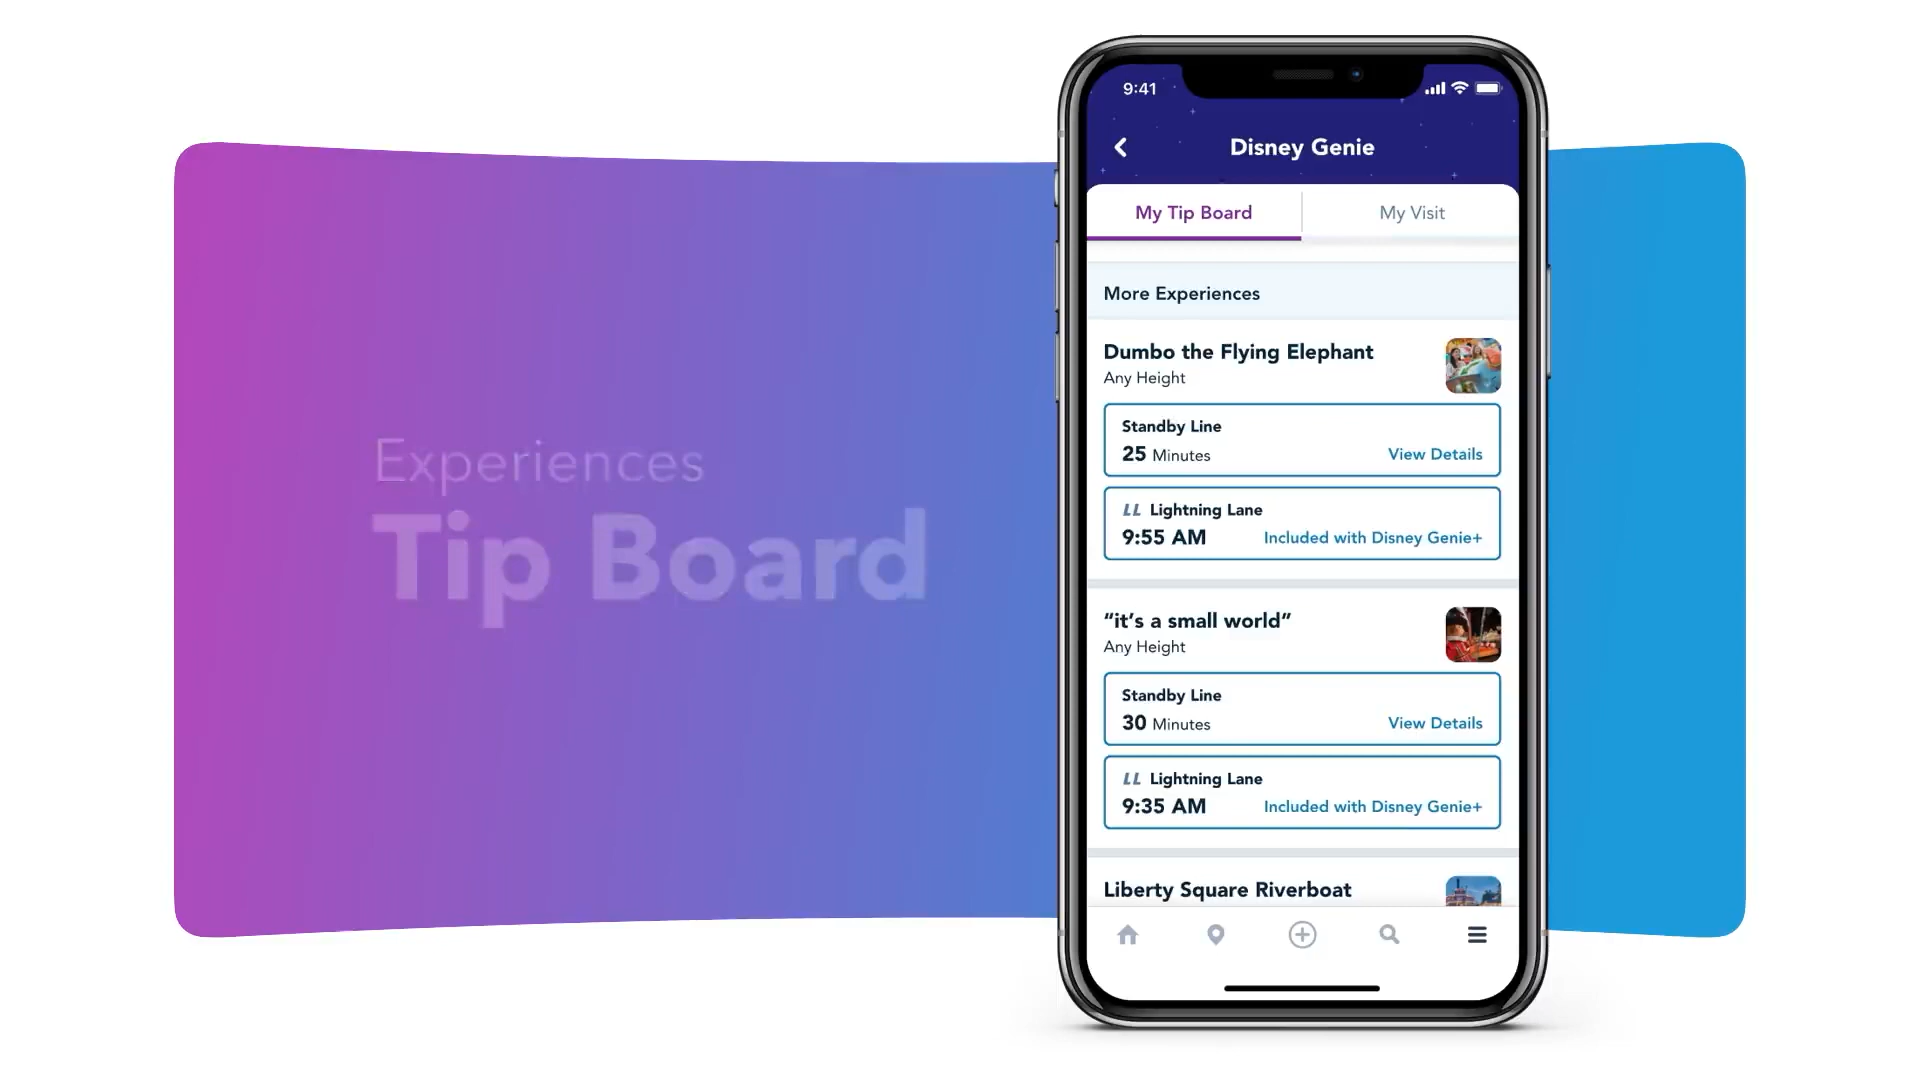 Experiences
Tip Board
9:41
Disney Genie
My Tip Board
My Visit
More Experiences
Dumbo the Flying Elephant
Any Height
Standby Line
25 Minutes
View Details
LL Lightning Lane
9:55 AM
Included with Disney Genie+
“it’s a small world”
Any Height
Standby Line
30 Minutes
View Details
LL Lightning Lane
9:35 AM
Included with Disney Genie+
Liberty Square Riverboat